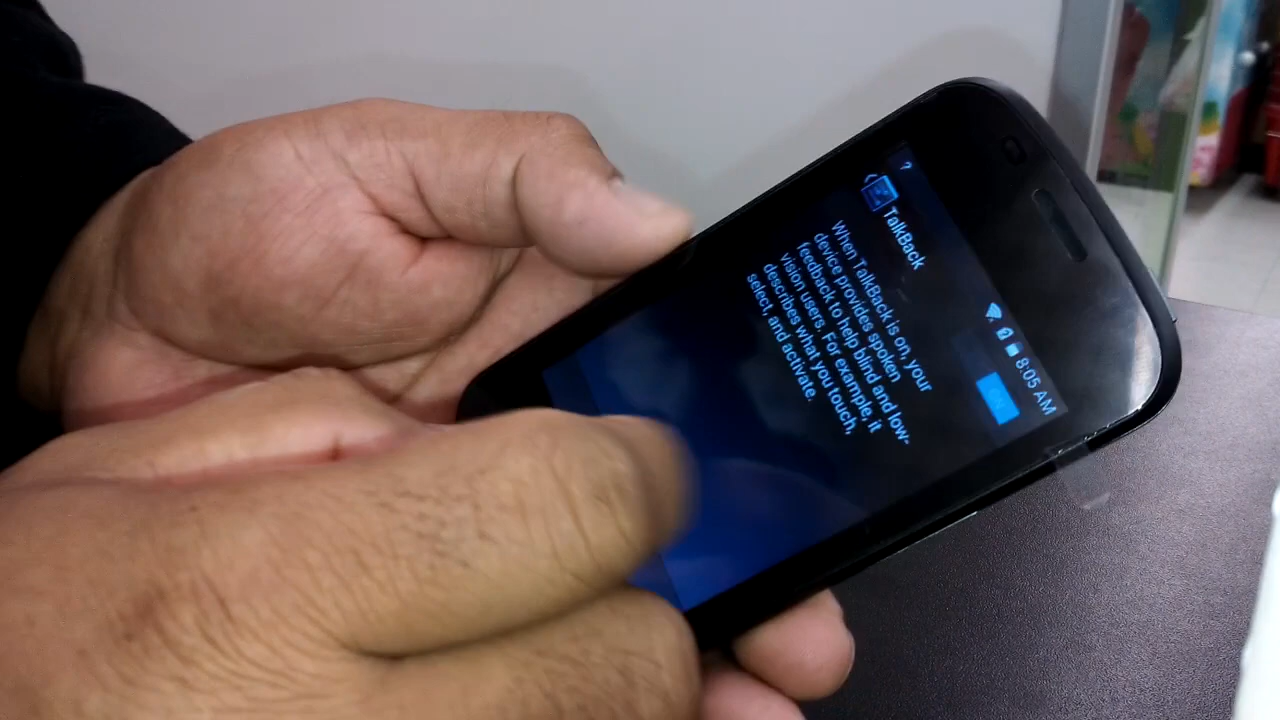 8:05 AM
TalkBack
ON
When TalkBack is on, your
device provides spoken
feedback to help blind and low-
vision users. For example, it
describes what you touch,
select, and activate.